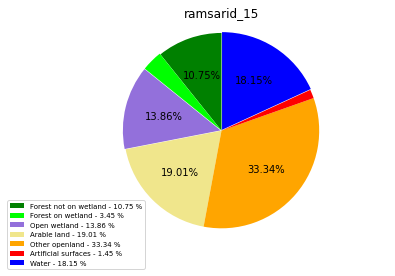 ramsarid_15
10.75%
18.15%
13.86%
19.01%
33.34%
Forest not on wetland - 10.75 %
Forest on wetland - 3.45 %
Open wetland - 13.86 %
Arable land - 19.01 %
Other openland - 33.34 %
Artificial surfaces - 1.45 %
Water - 18.15 %